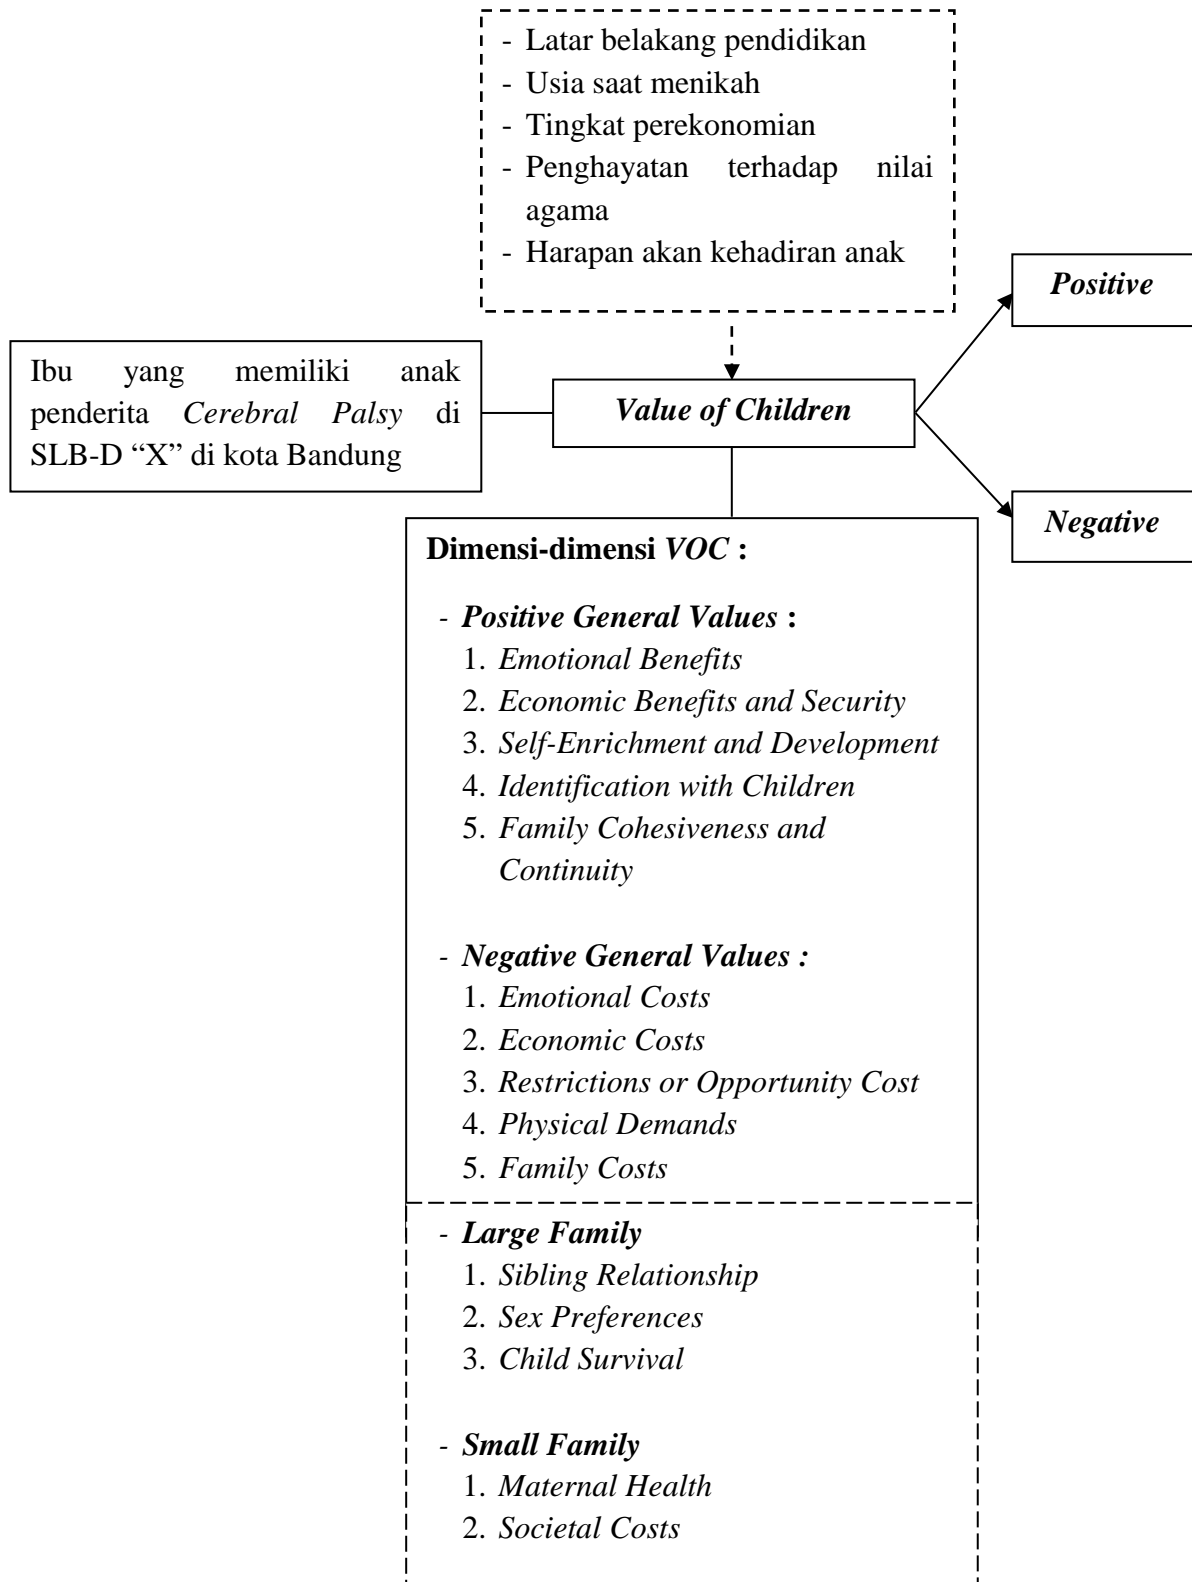 - Latar belakang pendidikan
- Usia saat menikah
- Tingkat perekonomian
- Penghayatan terhadap nilai
agama
- Harapan akan kehadiran anak
Positive
Ibu yang memiliki anak
penderita Cerebral Palsy di
SLB-D “X” di kota Bandung
Value of Children
Negative
Dimensi-dimensi VOC :
- Positive General Values :
1. Emotional Benefits
2. Economic Benefits and Security
3. Self-Enrichment and Development
4. Identification with Children
5. Family Cohesiveness and
Continuity
- Negative General Values :
1. Emotional Costs
2. Economic Costs
3. Restrictions or Opportunity Cost
4. Physical Demands
5. Family Costs
- Large Family
1. Sibling Relationship
2. Sex Preferences
3. Child Survival
- Small Family
1. Maternal Health
2. Societal Costs